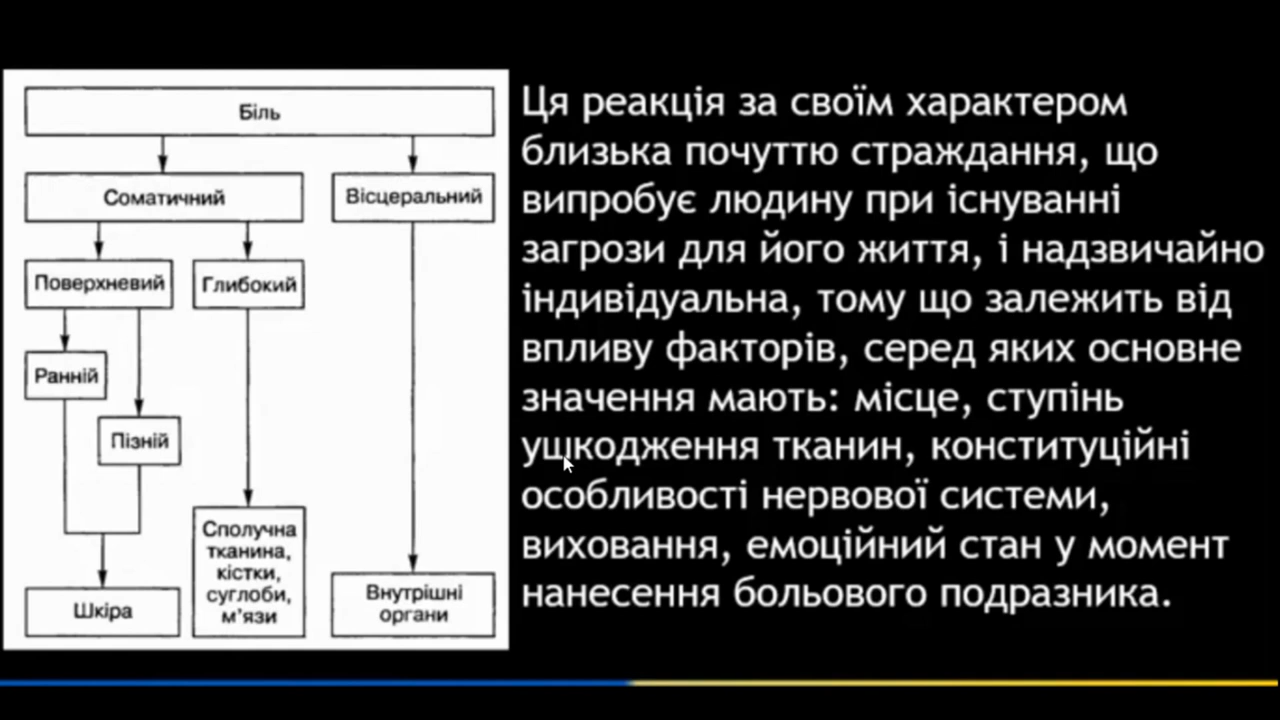 Біль
Соматичний
Вісцеральний
Поверхневий
Глибокий
Ранній
Пізній
Сполучна
тканина,
кістки,
суглоби,
м'язи
Шкіра
Внутрішні
органи
Ця реакція за своїм характером
близька почуттю страждання, що
випробує людину при існуванні
загрози для його життя, і надзвичайно
індивідуальна, тому що залежить від
впливу факторів, серед яких основне
значення мають: місце, ступінь
ушкодження тканин, конституційні
особливості нервової системи,
виховання, емоційний стан у момент
нанесення больового подразника.